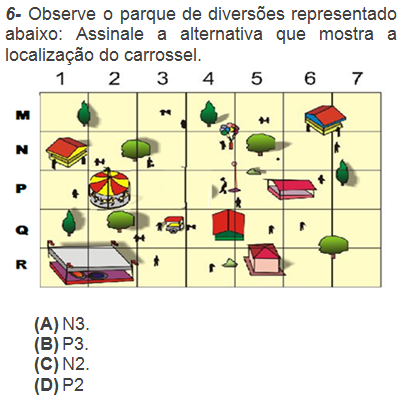 6- Observe o parque de diversões representado
abaixo: Assinale a alternativa que mostra a
localização do carrossel.
1 2 3 4 5 6 7
M
N
P
Q
R
(A) N3.
(B) P3.
(C) N2.
(D) P2